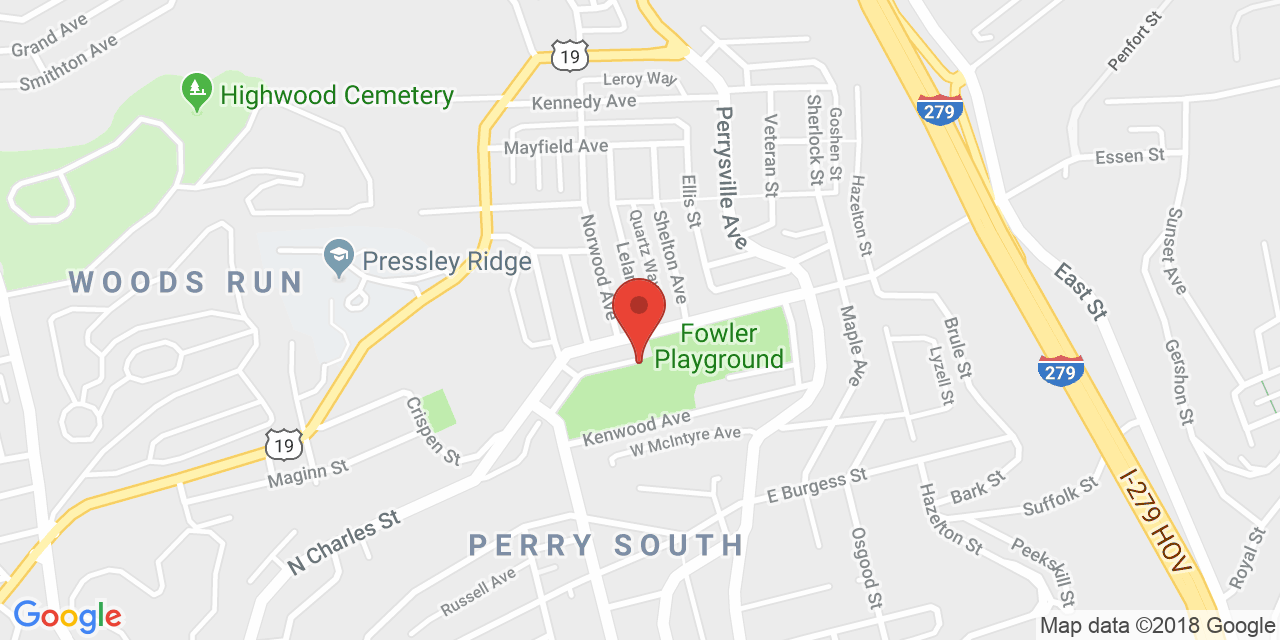 Grand Ave
Smithton Ave
19
Penfort St
Leroy Way
Highwood Cemetery
Kennedy Ave
279
Perrysville Ave
Veteran St
Sherlock St
Goshen St
Mayfield Ave
Essen St
Ellis St
Hazelton St
Norwood Ave
Quartz Wa
Shelton Ave
Lelan
Sunset Ave
Pressley Ridge
WOODS RUN
East St
Maple Ave
Brule St
Fowler
Playground
Lyzell St
Gershon St
279
Crispen St
Kenwood Ave
W McIntyre Ave
19
Maginn St
E Burgess St
Bark St
Suffolk St
I-279 HOV
Hazelton St
N Charles St
PERRY SOUTH
Osgood St
Peekskill St
Royal St
Russell Ave
Google
Map data ©2018 Google